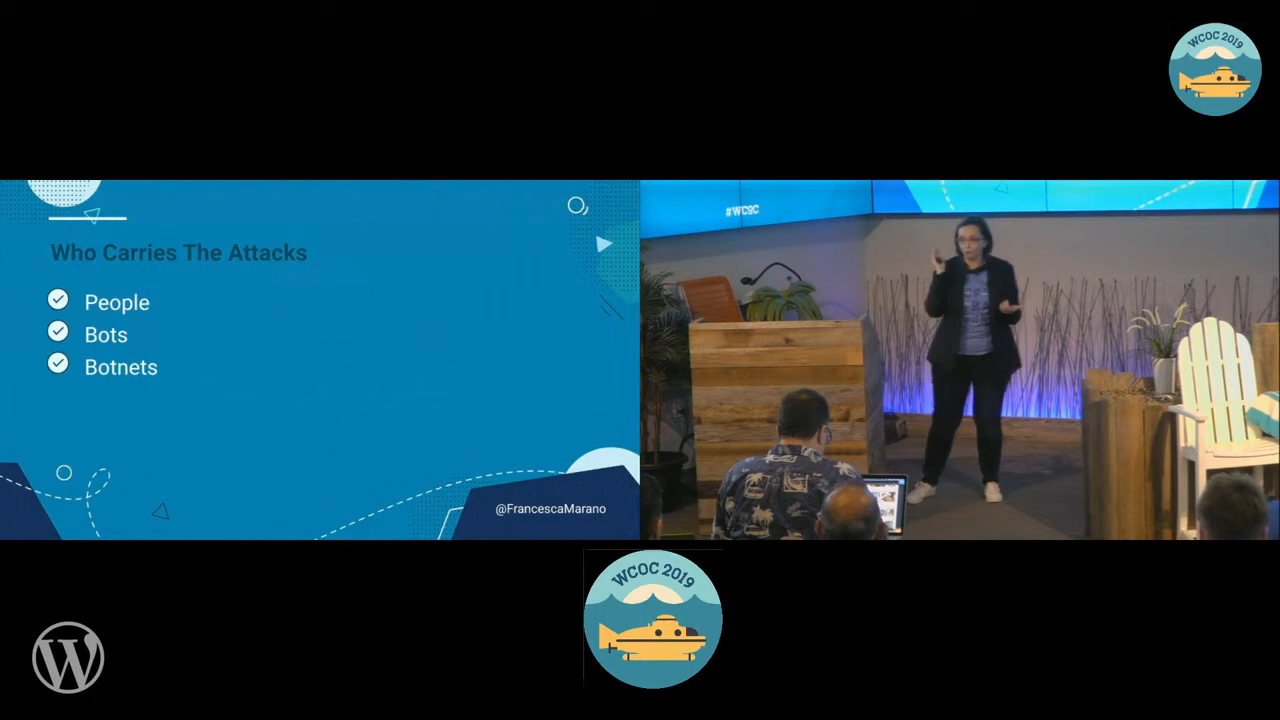 WCOC 2019
#WCOC
Who Carries The Attacks
People
Bots
Botnets
@FrancescaMarano
WCOC 2019
W